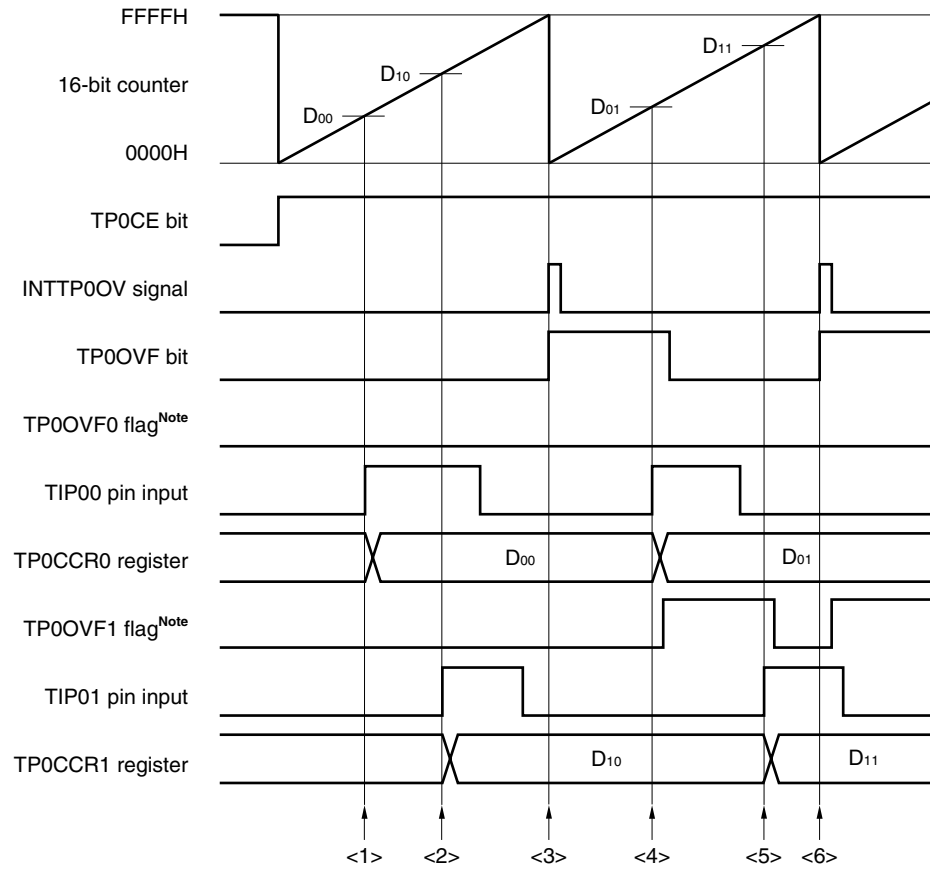 FFFFH
16-bit counter
0000H
D00
D10
D01
D11
TP0CE bit
INTTP0OV signal
TP0OVF bit
TP0OVF0 flagNote
TIP00 pin input
TP0CCR0 register
D00
D01
TP0OVF1 flagNote
TIP01 pin input
TP0CCR1 register
D10
D11
<1> <2> <3> <4> <5> <6>